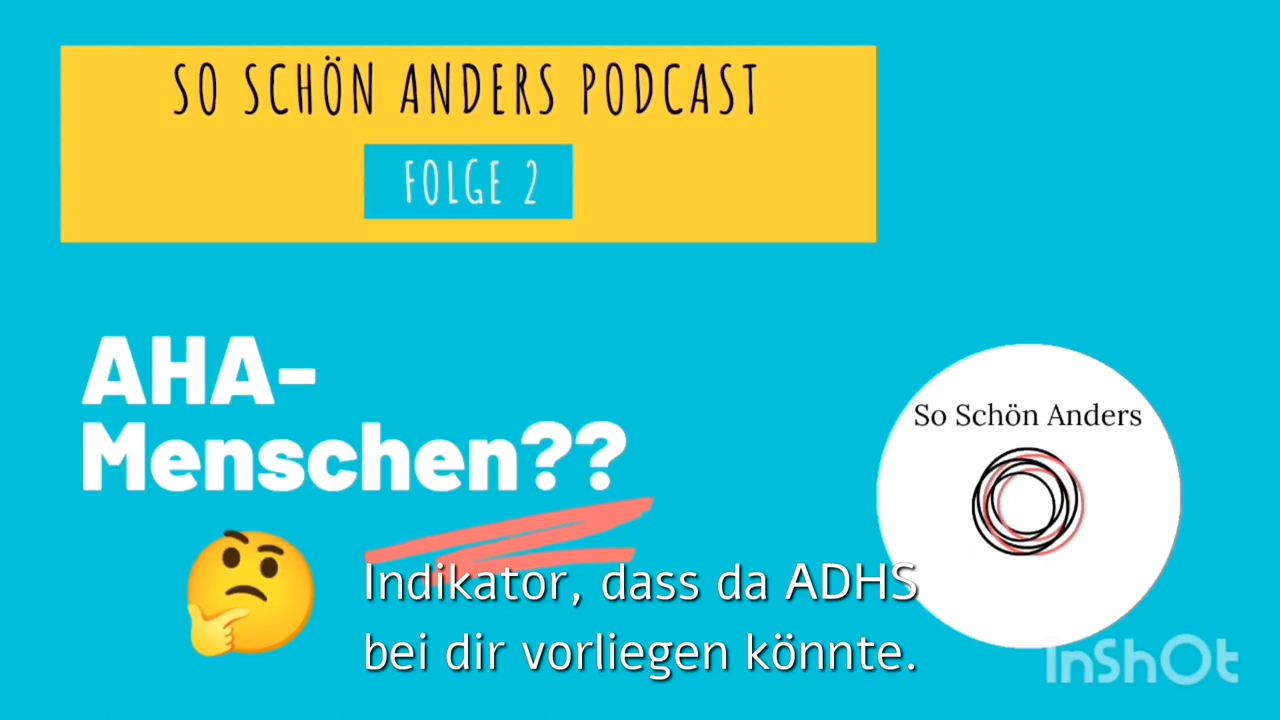 SO SCHÖN ANDERS PODCAST
FOLGE 2
AHA-
Menschen??
So Schön Anders
Indikator, dass da ADHS
bei dir vorliegen könnte.
InShOt